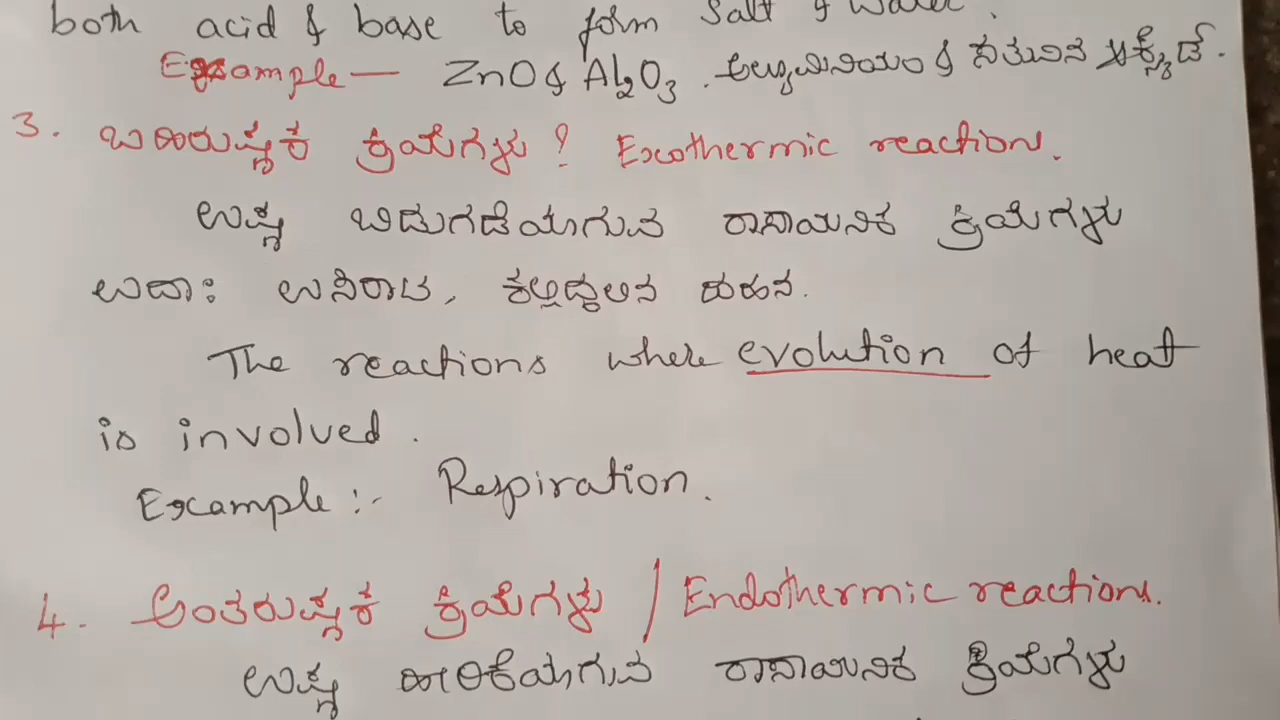 both acid & base to form salt & water.
Example — ZnO & Al₂O₃. ಅಲ್ಯೂಮಿನಿಯಂ & ಸತುವಿನ ಆಕ್ಸೈಡ್.
3. ಬಹಿರುಷ್ಣಕ ಕ್ರಿಯೆಗಳು? Exothermic reaction.
ಉಷ್ಣ ಬಿಡುಗಡೆಯಾಗುವ ರಾಸಾಯನಿಕ ಕ್ರಿಯೆಗಳು
ಉದಾ: ಉಸಿರಾಟ, ಕಲ್ಲಿದ್ದಲಿನ ದಹನ.
The reactions where evolution of heat
is involved.
Example :- Respiration.
4. ಅಂತರುಷ್ಣಕ ಕ್ರಿಯೆಗಳು / Endothermic reactions.
ಉಷ್ಣ ಹೀರಿಕೆಯಾಗುವ ರಾಸಾಯನಿಕ ಕ್ರಿಯೆಗಳು